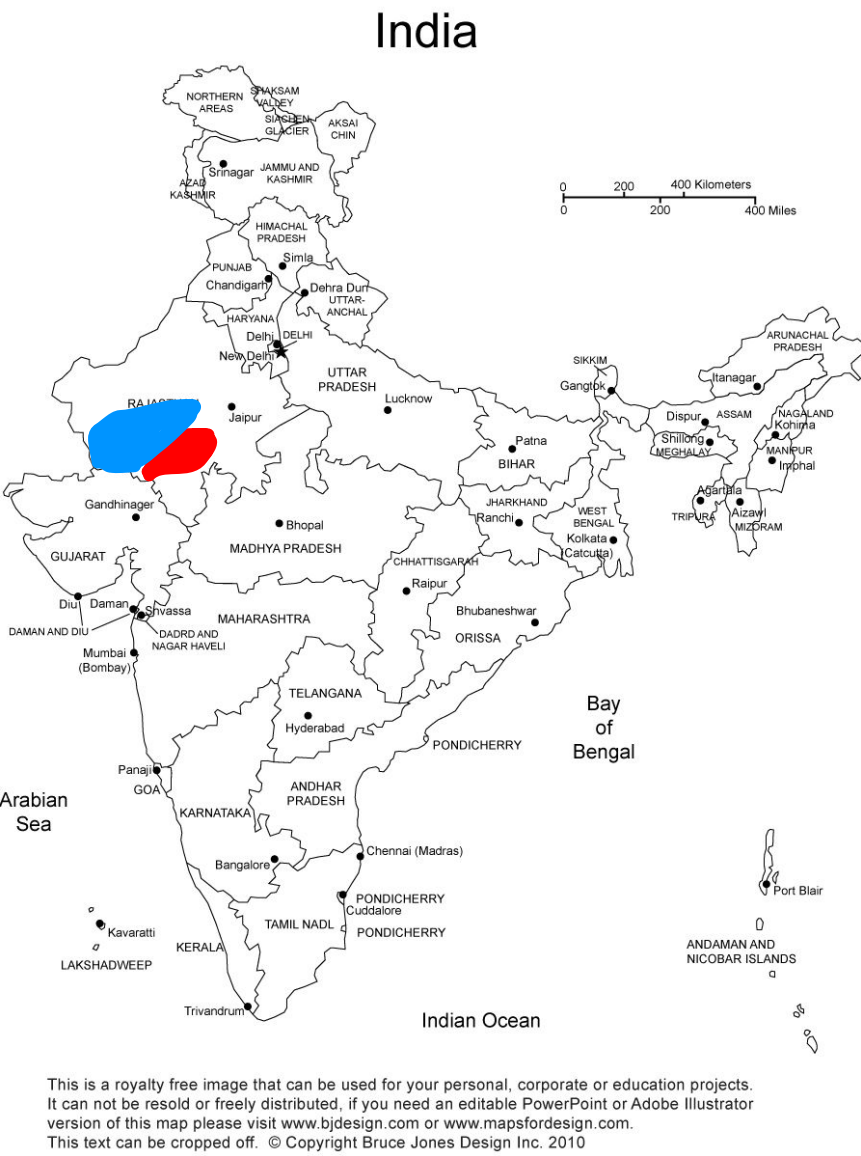 India
NORTHERN
AREAS
SHAKSAM
VALLEY
SIACHEN
GLACIER
AKSAI
CHIN
Srinagar
JAMMU AND
KASHMIR
AZAD
KASHMIR
0 200 400 Kilometers
0 200 400 Miles
HIMACHAL
PRADESH
Simla
PUNJAB
Chandigarh
Dehra Dun
UTTAR-
ANCHAL
HARYANA
Delhi
DELHI
New Delhi
UTTAR
PRADESH
Lucknow
Jaipur
SIKKIM
Gangtok
ARUNACHAL
PRADESH
Itanagar
Dispur
ASSAM
NAGALAND
Kohima
Shillong
MEGHALAY
MANIPUR
Imphal
Patna
BIHAR
Gandhinager
Bhopal
MADHYA PRADESH
JHARKHAND
Ranchi
WEST
BENGAL
Kolkata
(Catcutta)
Agartala
TRIPURA
Aizawl
MIZORAM
GUJARAT
CHHATTISGARAH
Raipur
Diu
Daman
Shvassa
DAMAN AND DIU
DADRD AND
NAGAR HAVELI
MAHARASHTRA
Bhubaneshwar
ORISSA
Mumbai
(Bombay)
TELANGANA
Hyderabad
Bay
of
Bengal
PONDICHERRY
Panaji
GOA
Arabian
Sea
ANDHAR
PRADESH
KARNATAKA
Bangalore
Chennai (Madras)
PONDICHERRY
Cuddalore
PONDICHERRY
TAMIL NADL
Kavaratti
LAKSHADWEEP
KERALA
Trivandrum
Port Blair
ANDAMAN AND
NICOBAR ISLANDS
Indian Ocean
This is a royalty free image that can be used for your personal, corporate or education projects.
It can not be resold or freely distributed, if you need an editable PowerPoint or Adobe Illustrator
version of this map please visit www.bjdesign.com or www.mapsfordesign.com.
This text can be cropped off. © Copyright Bruce Jones Design Inc. 2010